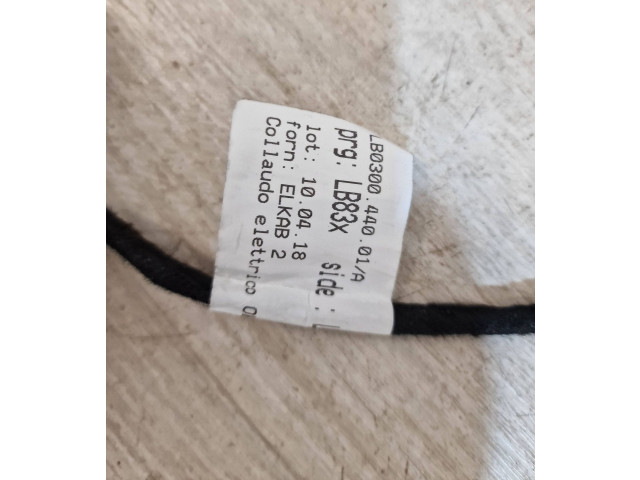 LB0300.440.01/A
prg: LB83x side: L
lot: 10.04.18
forn: ELKAB 2
Collaudo elettrico